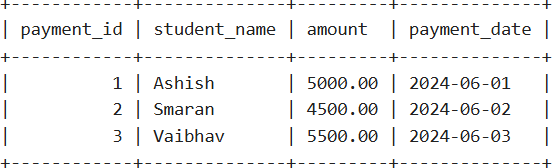 +------------+--------------+---------+--------------+
| payment_id | student_name | amount  | payment_date |
+------------+--------------+---------+--------------+
|          1 | Ashish       | 5000.00 | 2024-06-01   |
|          2 | Smaran       | 4500.00 | 2024-06-02   |
|          3 | Vaibhav      | 5500.00 | 2024-06-03   |
+------------+--------------+---------+--------------+